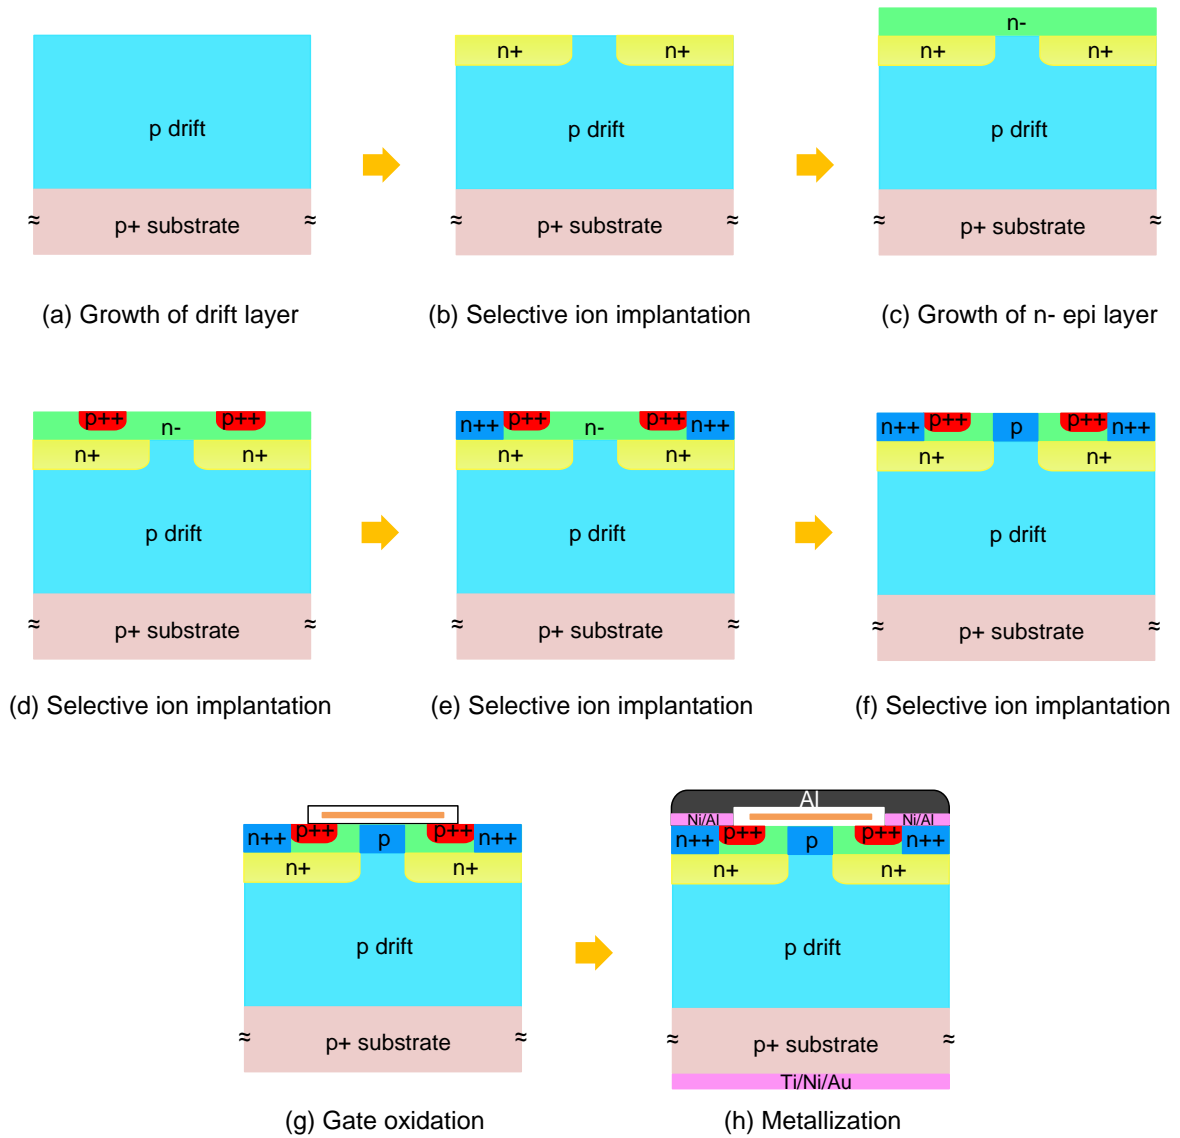 p drift
≈ p+ substrate ≈
(a) Growth of drift layer
n+ n+
p drift
≈ p+ substrate ≈
(b) Selective ion implantation
n-
n+ n+
p drift
≈ p+ substrate ≈
(c) Growth of n- epi layer
p++ n- p++
n+ n+
p drift
≈ p+ substrate ≈
(d) Selective ion implantation
n++ p++ n- p++ n++
n+ n+
p drift
≈ p+ substrate ≈
(e) Selective ion implantation
n++ p++ p p++ n++
n+ n+
p drift
≈ p+ substrate ≈
(f) Selective ion implantation
n++ p++ p p++ n++
n+ n+
p drift
≈ p+ substrate ≈
(g) Gate oxidation
Al
Ni/Al Ni/Al
n++ p++ p p++ n++
n+ n+
p drift
≈ p+ substrate ≈
Ti/Ni/Au
(h) Metallization